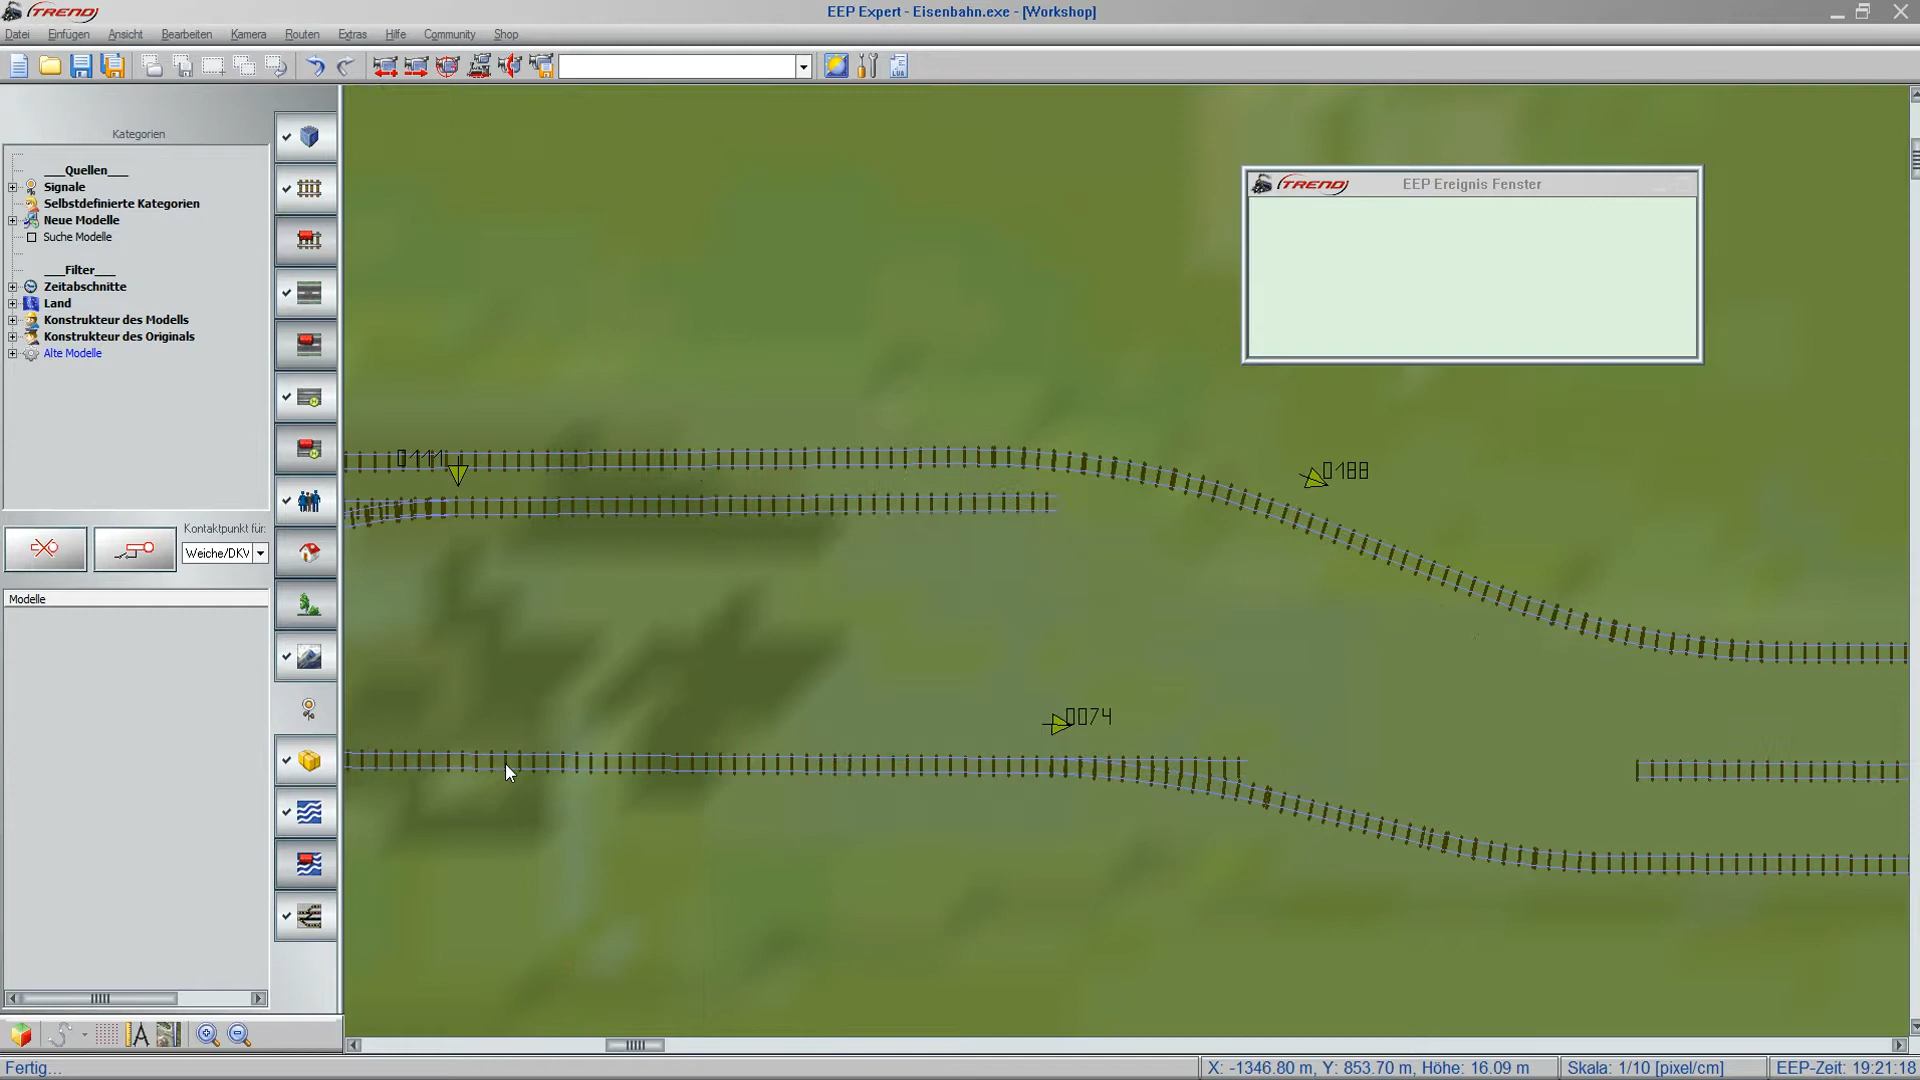 TREND
EEP Expert - Eisenbahn.exe - [Workshop]
Datei Einfügen Ansicht Bearbeiten Kamera Routen Extras Hilfe Community Shop
LUA
Kategorien
___Quellen___
Signale
Selbstdefinierte Kategorien
Neue Modelle
Suche Modelle
___Filter___
Zeitabschnitte
Land
Konstrukteur des Modells
Konstrukteur des Originals
Alte Modelle
Kontaktpunkt für:
Weiche/DKV
Modelle
TREND EEP Ereignis Fenster
0111
0188
0074
Fertig...
X: -1346.80 m, Y: 853.70 m, Höhe: 16.09 m
Skala: 1/10 [pixel/cm]
EEP-Zeit: 19:21:18